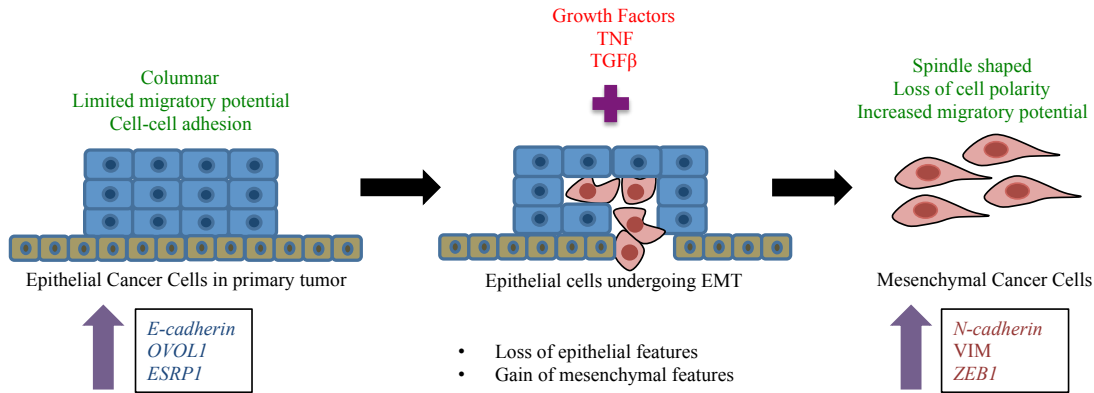 Growth Factors
TNF
TGFβ
Columnar
Limited migratory potential
Cell-cell adhesion
Spindle shaped
Loss of cell polarity
Increased migratory potential
Epithelial Cancer Cells in primary tumor
Epithelial cells undergoing EMT
Mesenchymal Cancer Cells
E-cadherin
OVOL1
ESRP1
• Loss of epithelial features
• Gain of mesenchymal features
N-cadherin
VIM
ZEB1